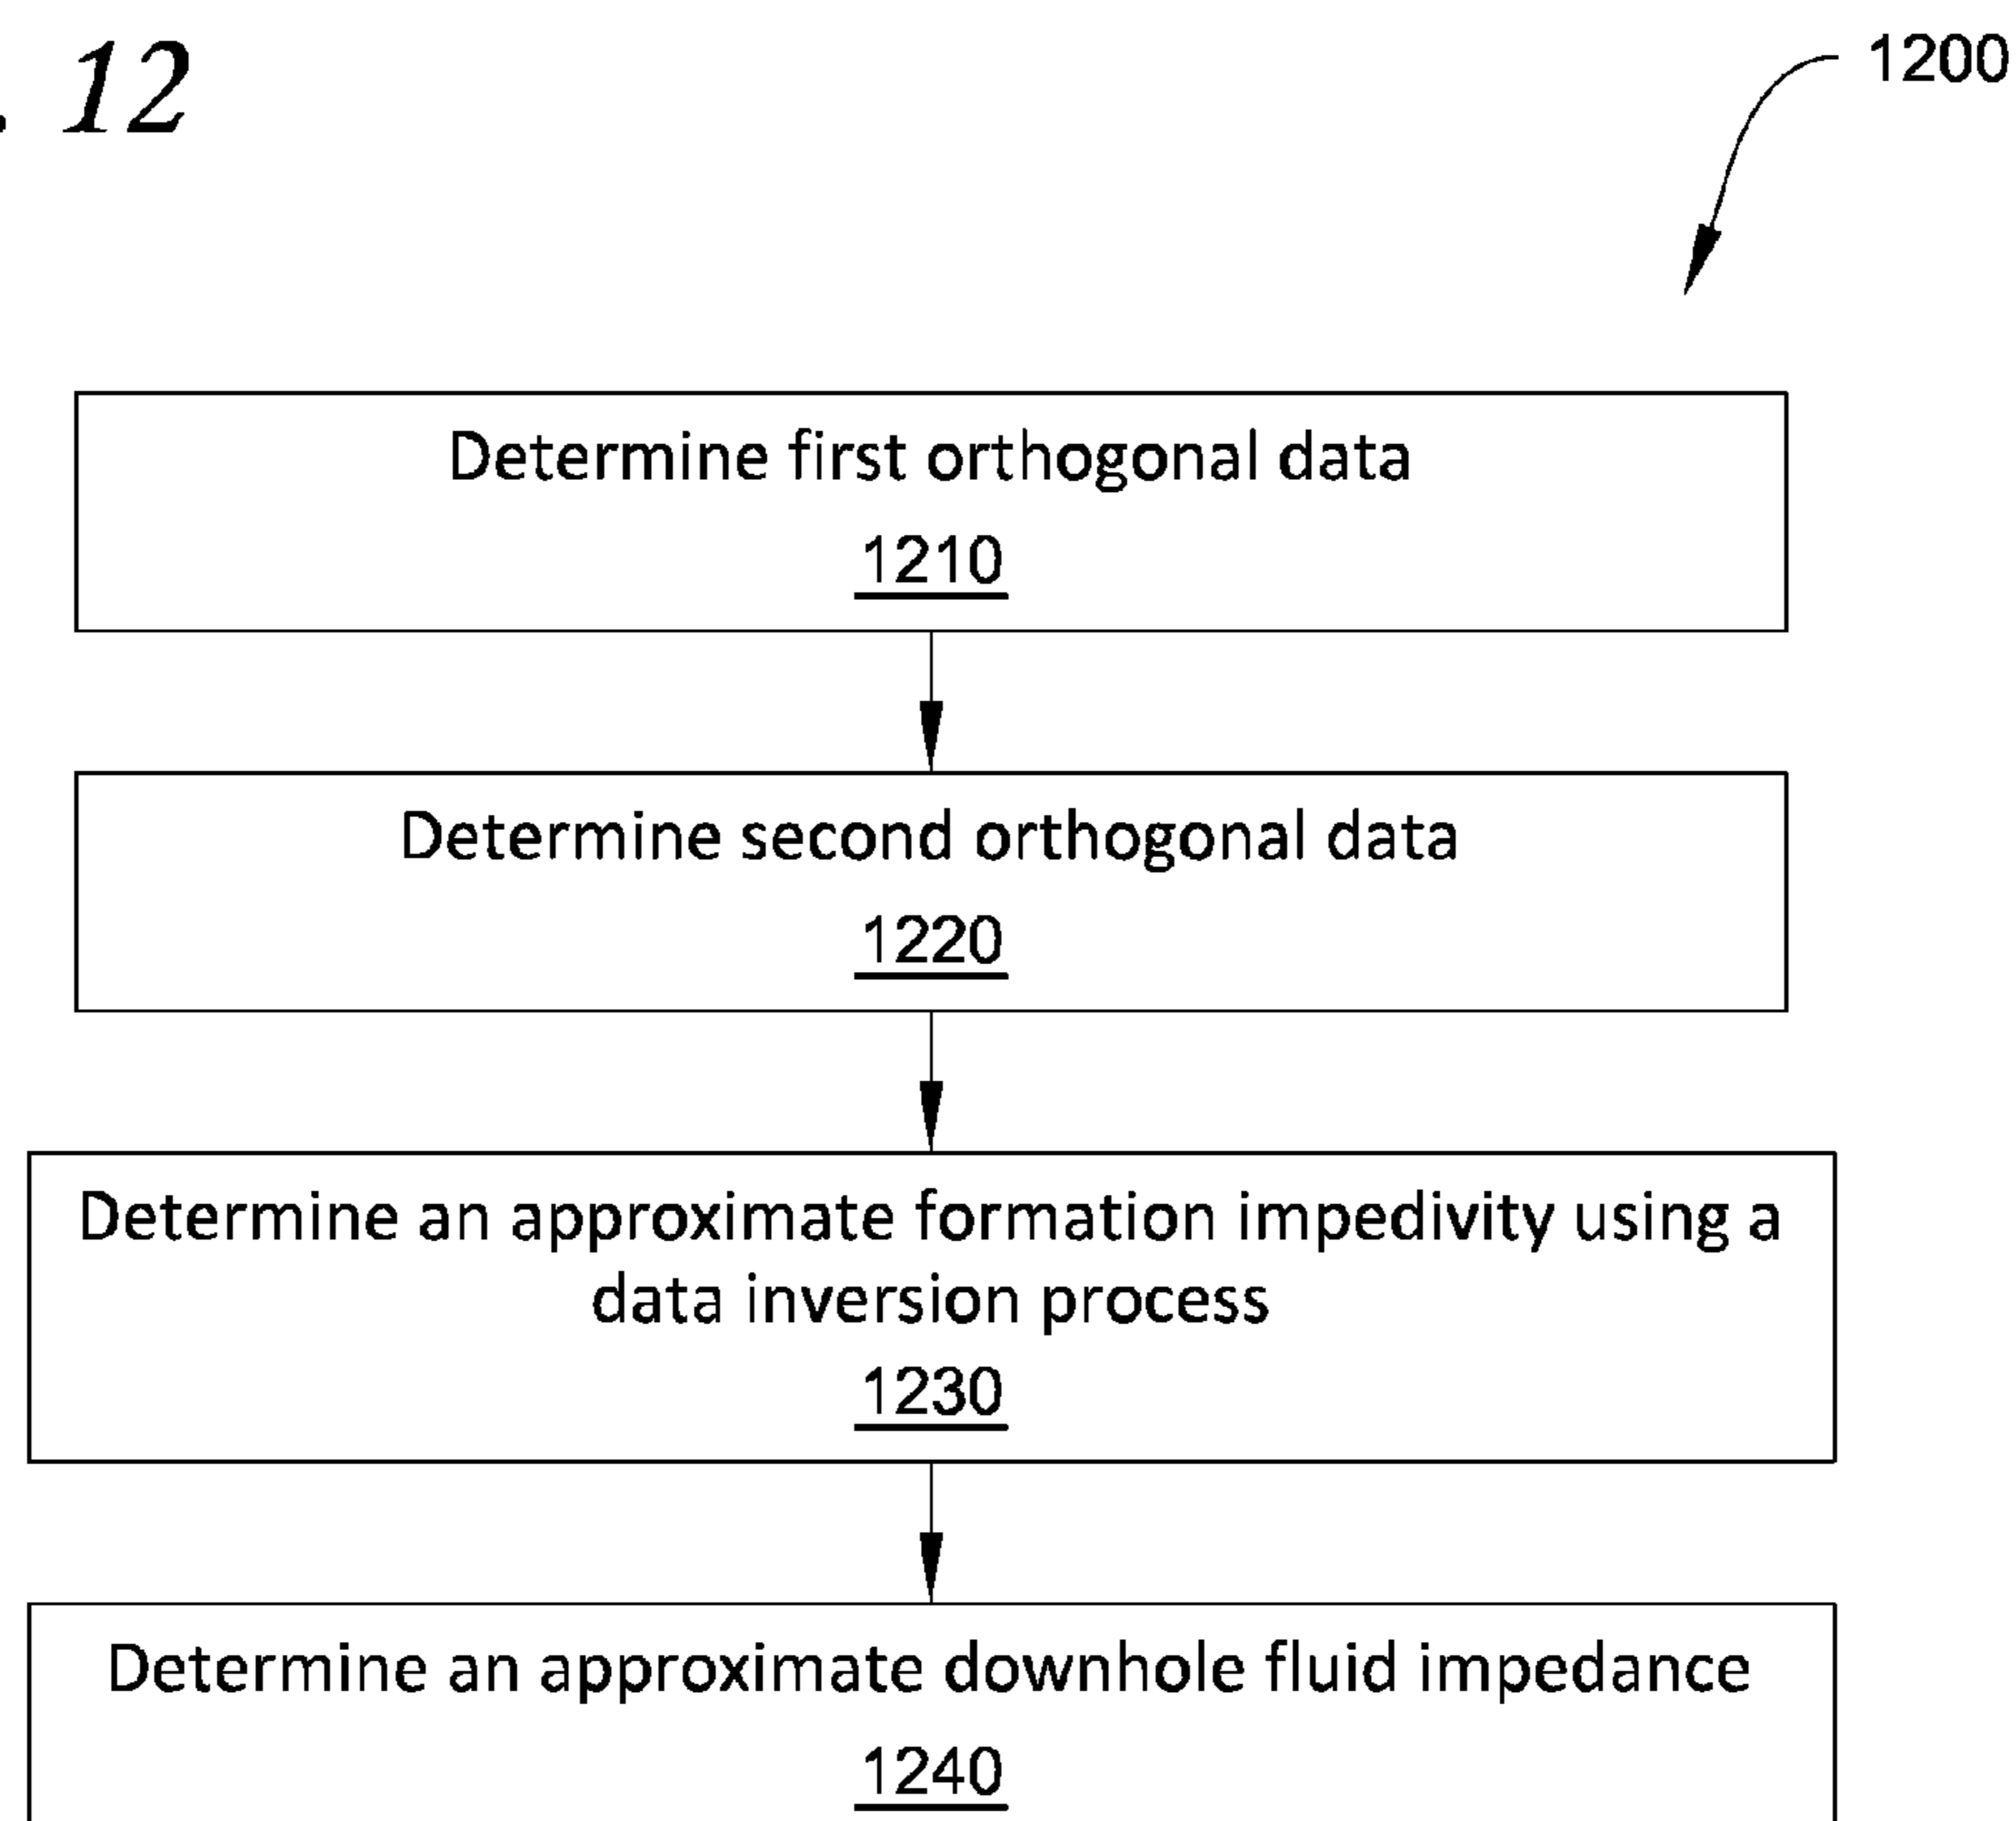 . 12
1200
Determine first orthogonal data
1210
Determine second orthogonal data
1220
Determine an approximate formation impedivity using a
data inversion process
1230
Determine an approximate downhole fluid impedance
1240